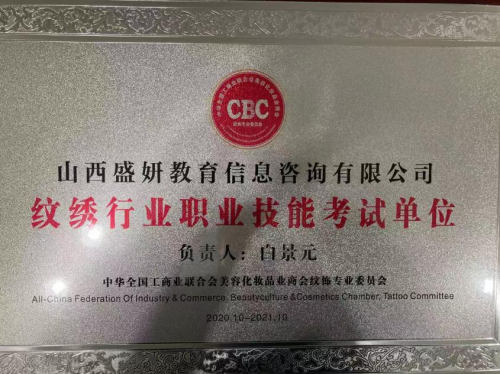 CBC
山西盛妍教育信息咨询有限公司
纹绣行业职业技能考试单位
负责人：白景元
中华全国工商业联合会美容化妆品业商会纹饰专业委员会
All-China Federation Of Industry & Commerce, Beautyculture &Cosmetics Chamber, Tattoo Committee
2020.10-2021.10